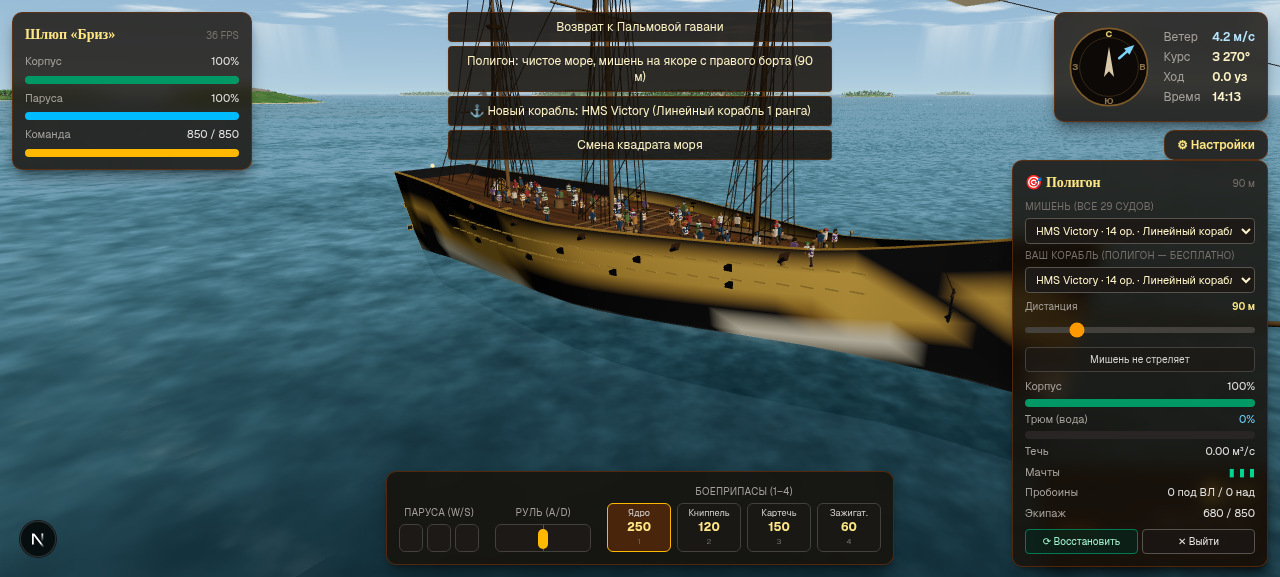 Шлюп «Бриз» 36 FPS
Корпус 100%
Паруса 100%
Команда 850 / 850
Возврат к Пальмовой гавани
Полигон: чистое море, мишень на якоре с правого борта (90
м)
⚓ Новый корабль: HMS Victory (Линейный корабль 1 ранга)
Смена квадрата моря
С
З
В
Ю
Ветер 4.2 м/с
Курс З 270°
Ход 0.0 уз
Время 14:13
⚙ Настройки
🎯 Полигон 90 м
МИШЕНЬ (ВСЕ 29 СУДОВ)
HMS Victory · 14 ор. · Линейный корабл
ВАШ КОРАБЛЬ (ПОЛИГОН — БЕСПЛАТНО)
HMS Victory · 14 ор. · Линейный корабл
Дистанция 90 м
Мишень не стреляет
Корпус 100%
Трюм (вода) 0%
Течь 0.00 м³/с
Мачты
Пробоины 0 под ВЛ / 0 над
Экипаж 680 / 850
⟳ Восстановить
✕ Выйти
ПАРУСА (W/S)
РУЛЬ (A/D)
БОЕПРИПАСЫ (1–4)
Ядро
250
1
Книппель
120
2
Картечь
150
3
Зажигат.
60
4
N